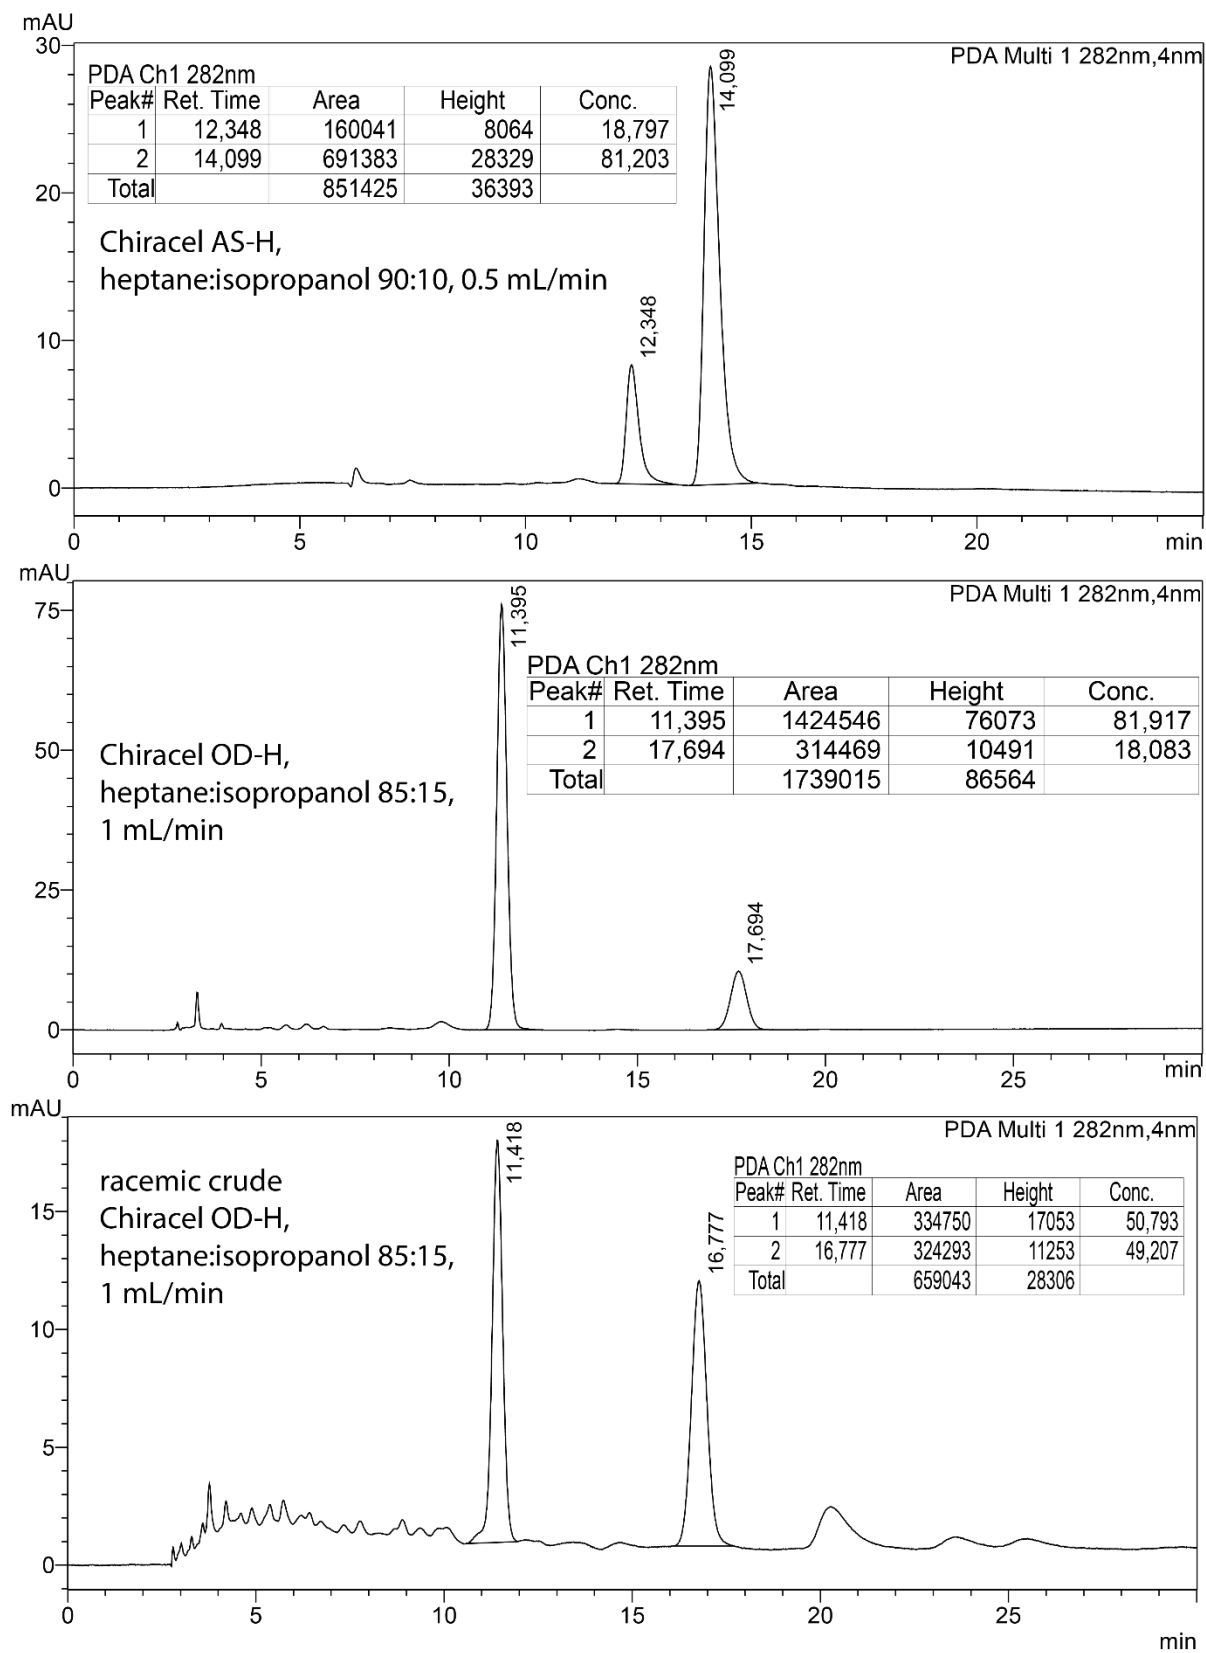 mAU
30
PDA Multi 1 282nm,4nm
PDA Ch1 282nm
Peak# Ret. Time Area Height Conc.
1 12,348 160041 8064 18,797
2 14,099 691383 28329 81,203
Total 851425 36393
14,099
20
Chiracel AS-H,
heptane:isopropanol 90:10, 0.5 mL/min
12,348
10
0
0 5 10 15 20 min
mAU
PDA Multi 1 282nm,4nm
75
11,395
PDA Ch1 282nm
Peak# Ret. Time Area Height Conc.
1 11,395 1424546 76073 81,917
2 17,694 314469 10491 18,083
Total 1739015 86564
50
Chiracel OD-H,
heptane:isopropanol 85:15,
1 mL/min
17,694
25
0
0 5 10 15 20 25 min
mAU
PDA Multi 1 282nm,4nm
11,418
racemic crude
Chiracel OD-H,
heptane:isopropanol 85:15,
1 mL/min
PDA Ch1 282nm
Peak# Ret. Time Area Height Conc.
1 11,418 334750 17053 50,793
2 16,777 324293 11253 49,207
Total 659043 28306
16,777
15
10
5
0
0 5 10 15 20 25
min